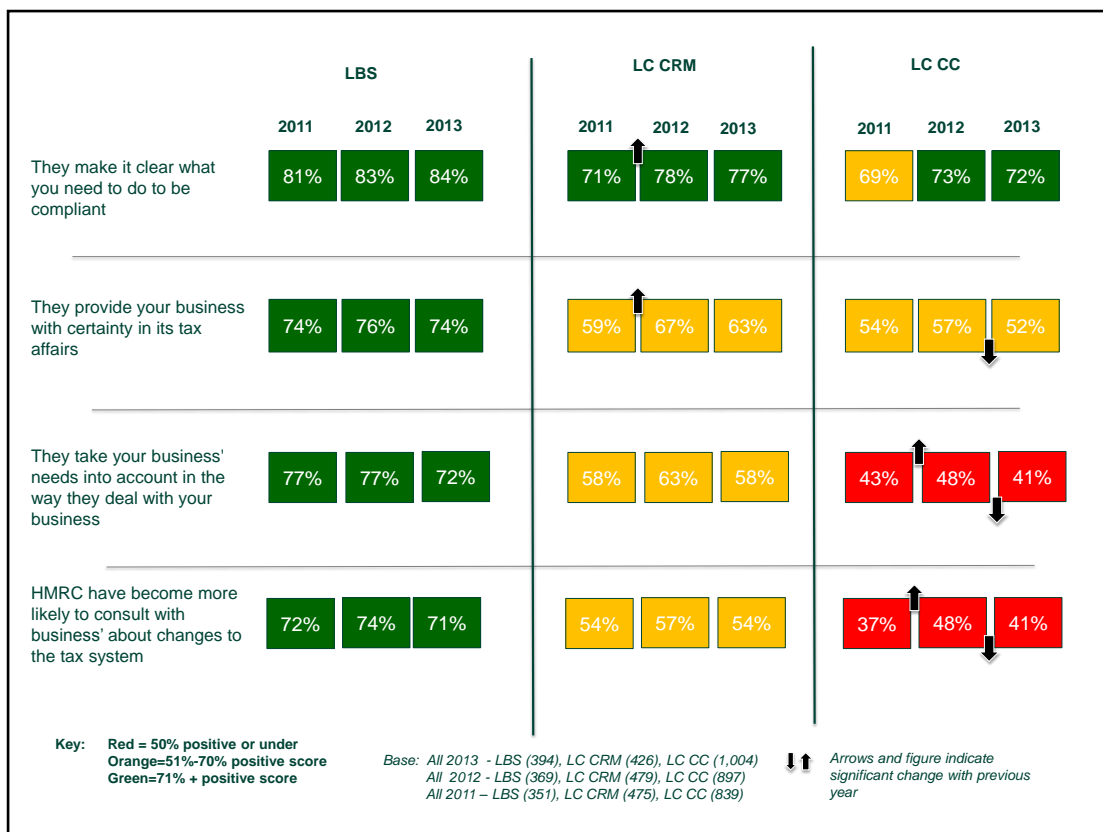 LBS
LC CRM
LC CC
2011 2012 2013
2011 2012 2013
2011 2012 2013
They make it clear what
you need to do to be
compliant
81% 83% 84%
71% 78% 77%
69% 73% 72%
They provide your business
with certainty in its tax
affairs
74% 76% 74%
59% 67% 63%
54% 57% 52%
They take your business'
needs into account in the
way they deal with your
business
77% 77% 72%
58% 63% 58%
43% 48% 41%
HMRC have become more
likely to consult with
business' about changes to
the tax system
72% 74% 71%
54% 57% 54%
37% 48% 41%
Key: Red = 50% positive or under
Orange=51%-70% positive score
Green=71% + positive score
Base: All 2013 - LBS (394), LC CRM (426), LC CC (1,004)
All 2012 - LBS (369), LC CRM (479), LC CC (897)
All 2011 – LBS (351), LC CRM (475), LC CC (839)
Arrows and figure indicate
significant change with previous
year